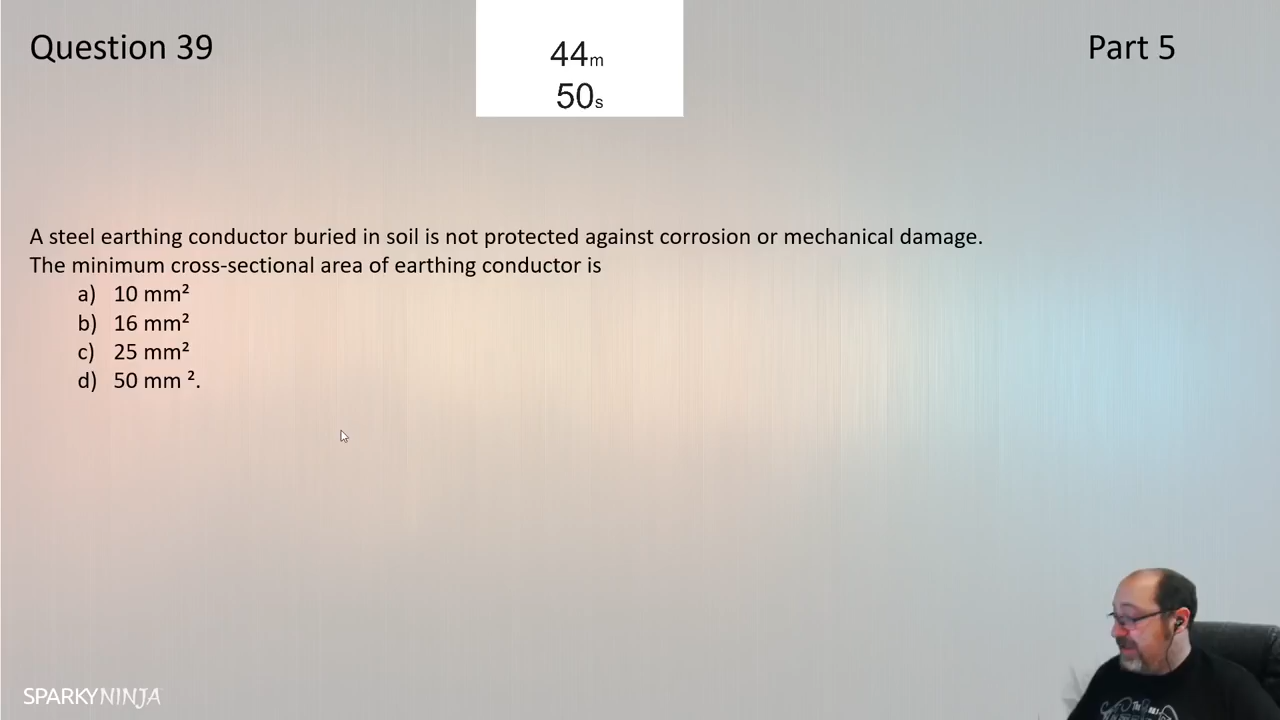 Question 39
44m
50s
Part 5
A steel earthing conductor buried in soil is not protected against corrosion or mechanical damage.
The minimum cross-sectional area of earthing conductor is
a) 10 mm²
b) 16 mm²
c) 25 mm²
d) 50 mm ².
SPARKYNINJA
The